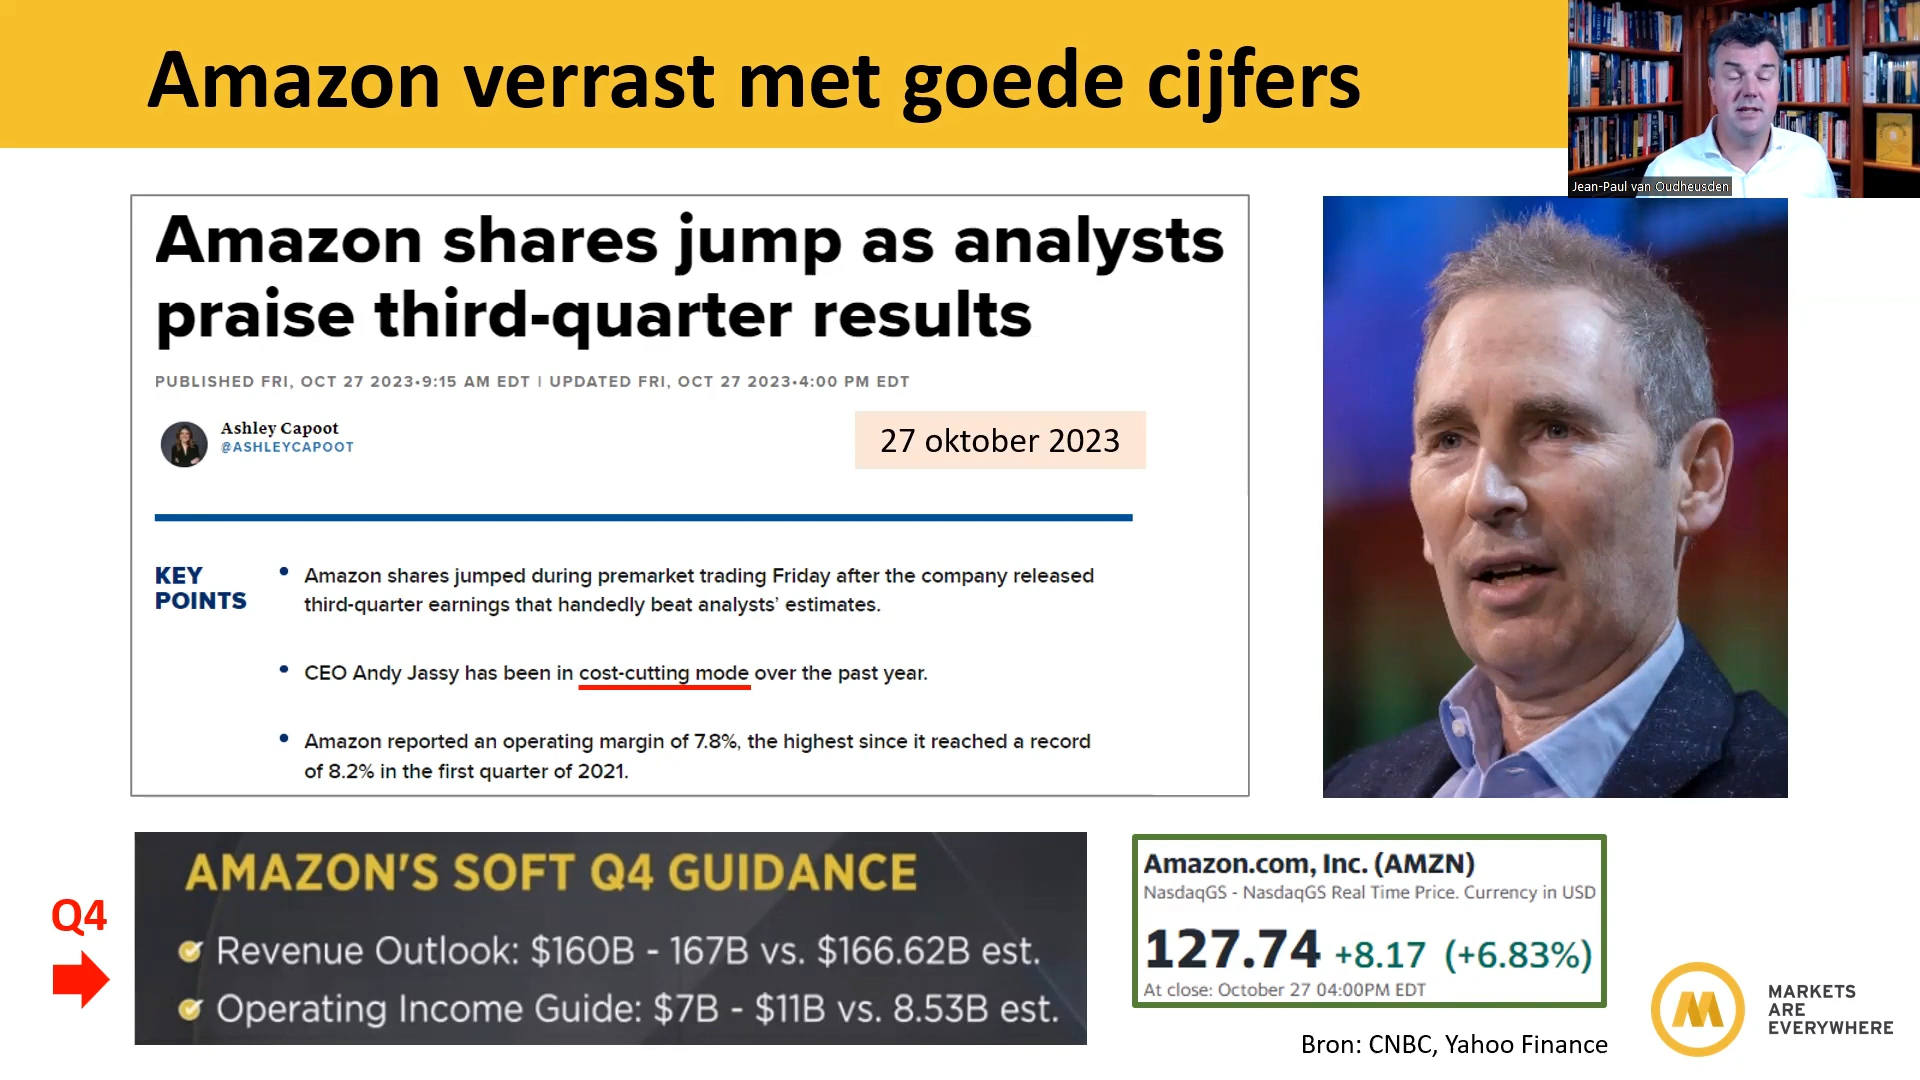 Amazon verrast met goede cijfers
Jean-Paul van Oudheusden
Amazon shares jump as analysts
praise third-quarter results
PUBLISHED FRI, OCT 27 2023•9:15 AM EDT | UPDATED FRI, OCT 27 2023•4:00 PM EDT
Ashley Capoot
@ASHLEYCAPOOT
27 oktober 2023
KEY
POINTS
• Amazon shares jumped during premarket trading Friday after the company released
third-quarter earnings that handedly beat analysts’ estimates.
• CEO Andy Jassy has been in cost-cutting mode over the past year.
• Amazon reported an operating margin of 7.8%, the highest since it reached a record
of 8.2% in the first quarter of 2021.
Q4
AMAZON'S SOFT Q4 GUIDANCE
Revenue Outlook: $160B - 167B vs. $166.62B est.
Operating Income Guide: $7B - $11B vs. 8.53B est.
Amazon.com, Inc. (AMZN)
NasdaqGS - NasdaqGS Real Time Price. Currency in USD
127.74 +8.17 (+6.83%)
At close: October 27 04:00PM EDT
Bron: CNBC, Yahoo Finance
MARKETS
ARE
EVERYWHERE